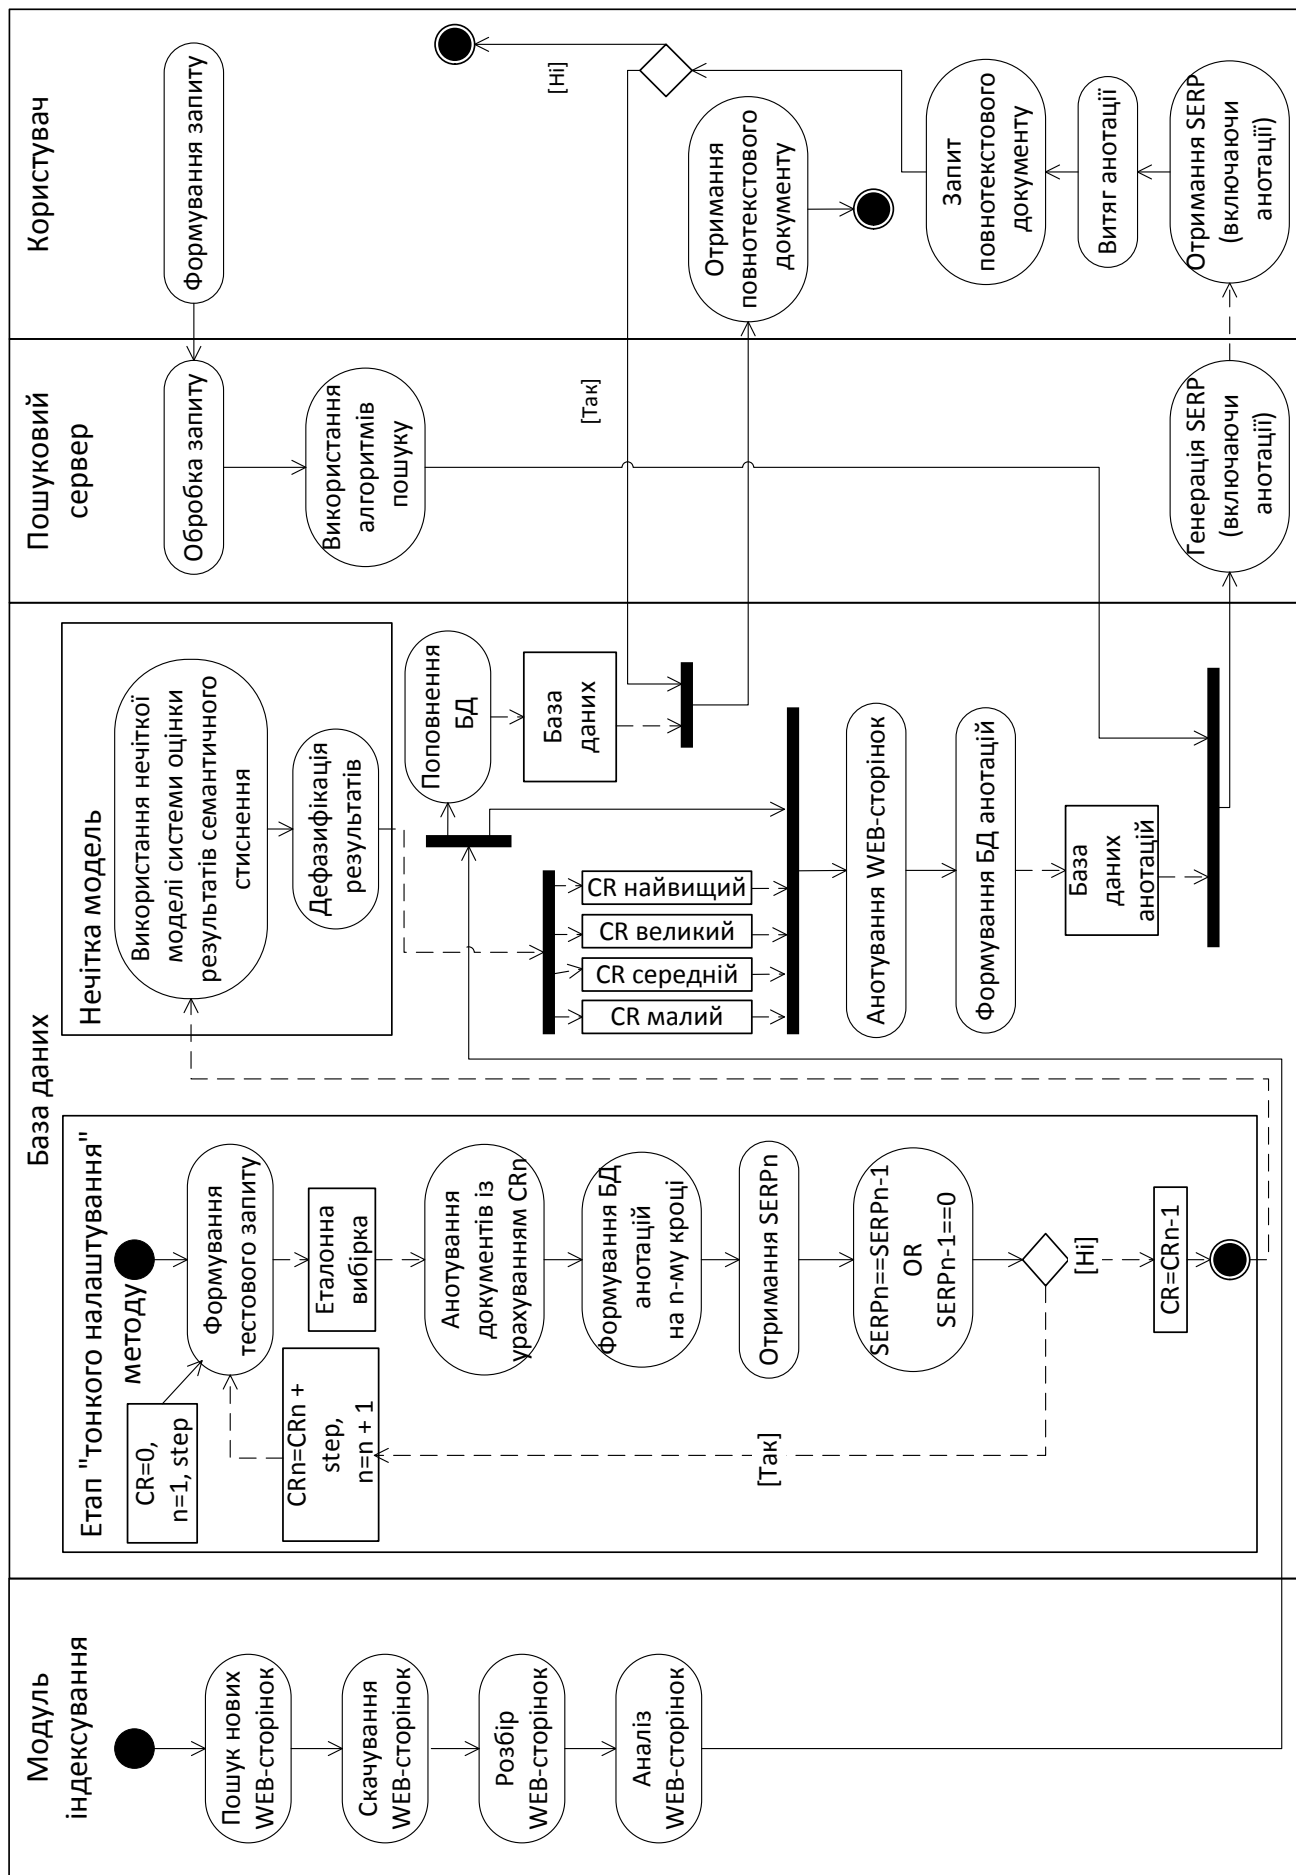 Модуль
індексування
Пошук нових
WEB-сторінок
Скачування
WEB-сторінок
Розбір
WEB-сторінок
Аналіз
WEB-сторінок
База даних
Етап "тонкого налаштування"
методу
CR=0,
n=1, step
Формування
тестового запиту
CRn=CRn +
step,
n=n + 1
Еталонна
вибірка
Анотування
документів із
урахуванням CRn
Формування БД
анотацій
на n-му кроці
Отримання SERPn
SERPn==SERPn-1
OR
SERPn-1==0
[Так]
[Ні]
CR=CRn-1
Нечітка модель
Використання нечіткої
моделі системи оцінки
результатів семантичного
стиснення
Дефазифікація
результатів
Поповнення
БД
База
даних
CR малий
CR середній
CR великий
CR найвищий
Анотування WEB-сторінок
Формування БД анотацій
База
даних
анотацій
Пошуковий
сервер
Обробка запиту
Використання
алгоритмів
пошуку
[Так]
Генерація SERP
(включаючи
анотації)
Користувач
Формування запиту
[Ні]
Отримання
повнотекстового
документу
Запит
повнотекстового
документу
Витяг анотації
Отримання SERP
(включаючи
анотації)